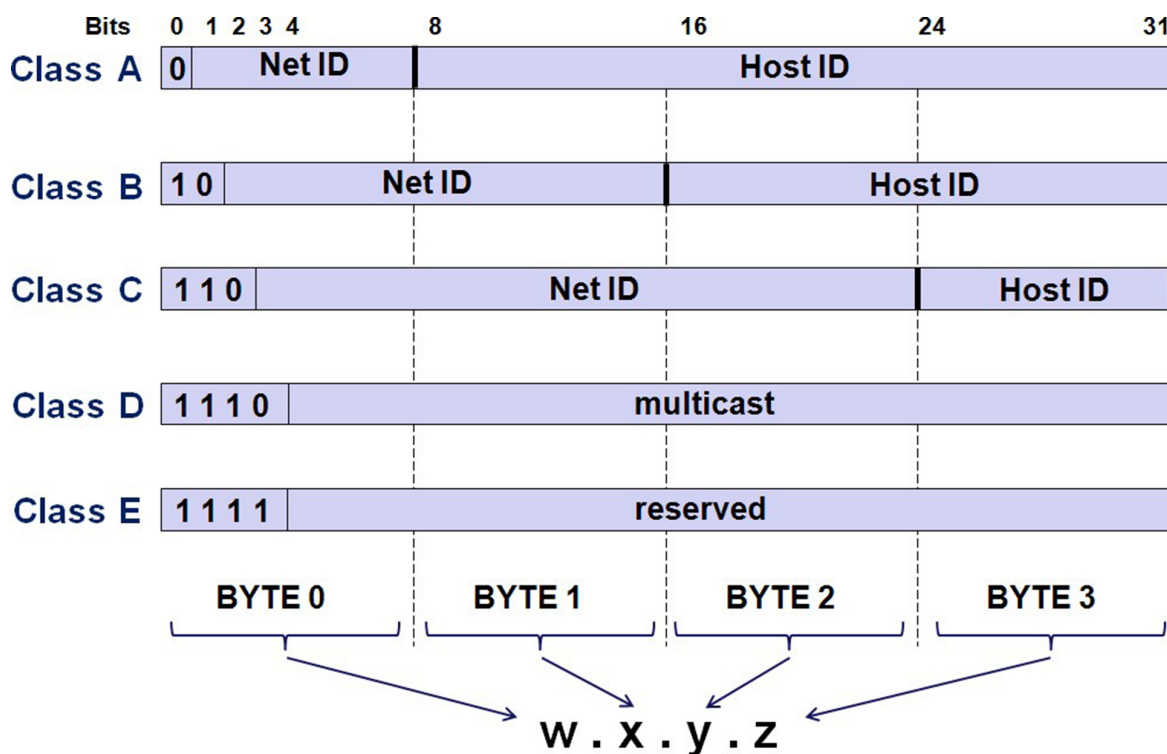 Bits 0 1 2 3 4 8 16 24 31
Class A 0 Net ID Host ID
Class B 1 0 Net ID Host ID
Class C 1 1 0 Net ID Host ID
Class D 1 1 1 0 multicast
Class E 1 1 1 1 reserved
BYTE 0 BYTE 1 BYTE 2 BYTE 3
w . x . y . z